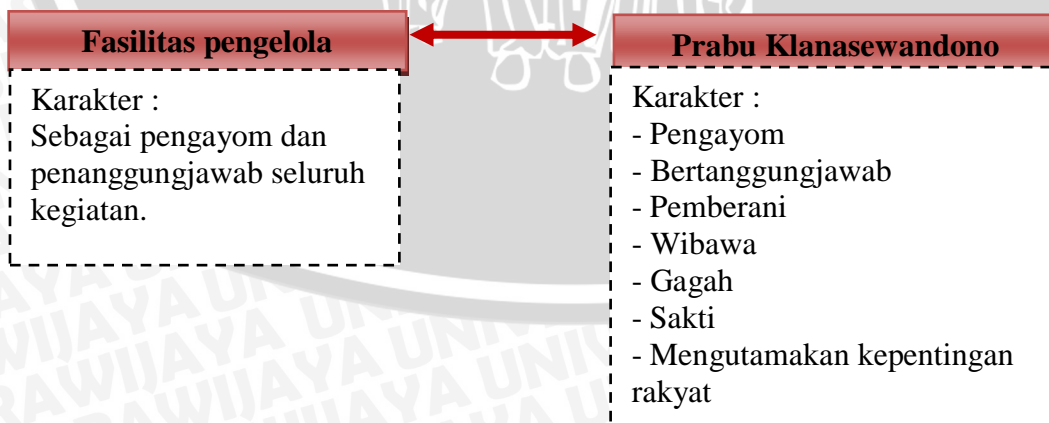 Fasilitas pengelola
Karakter :
Sebagai pengayom dan
penanggungjawab seluruh
kegiatan.
Prabu Klanasewandono
Karakter :
- Pengayom
- Bertanggungjawab
- Pemberani
- Wibawa
- Gagah
- Sakti
- Mengutamakan kepentingan
rakyat